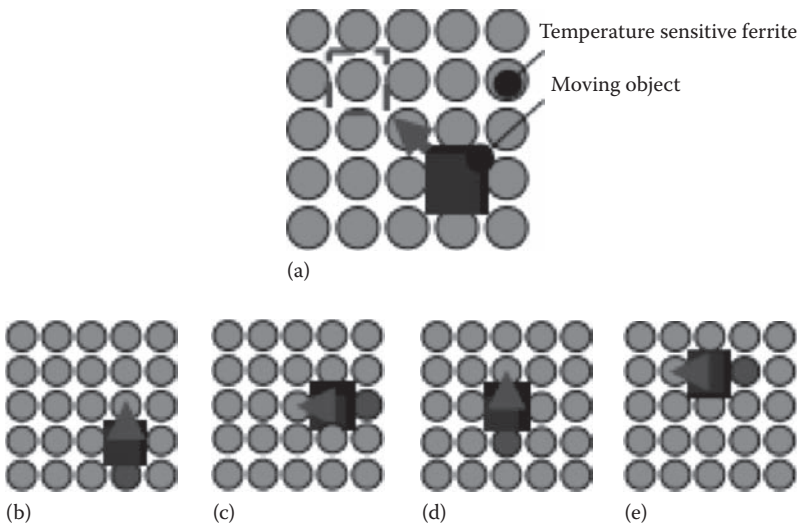 Temperature sensitive ferrite
Moving object
(a)
(b)
(c)
(d)
(e)